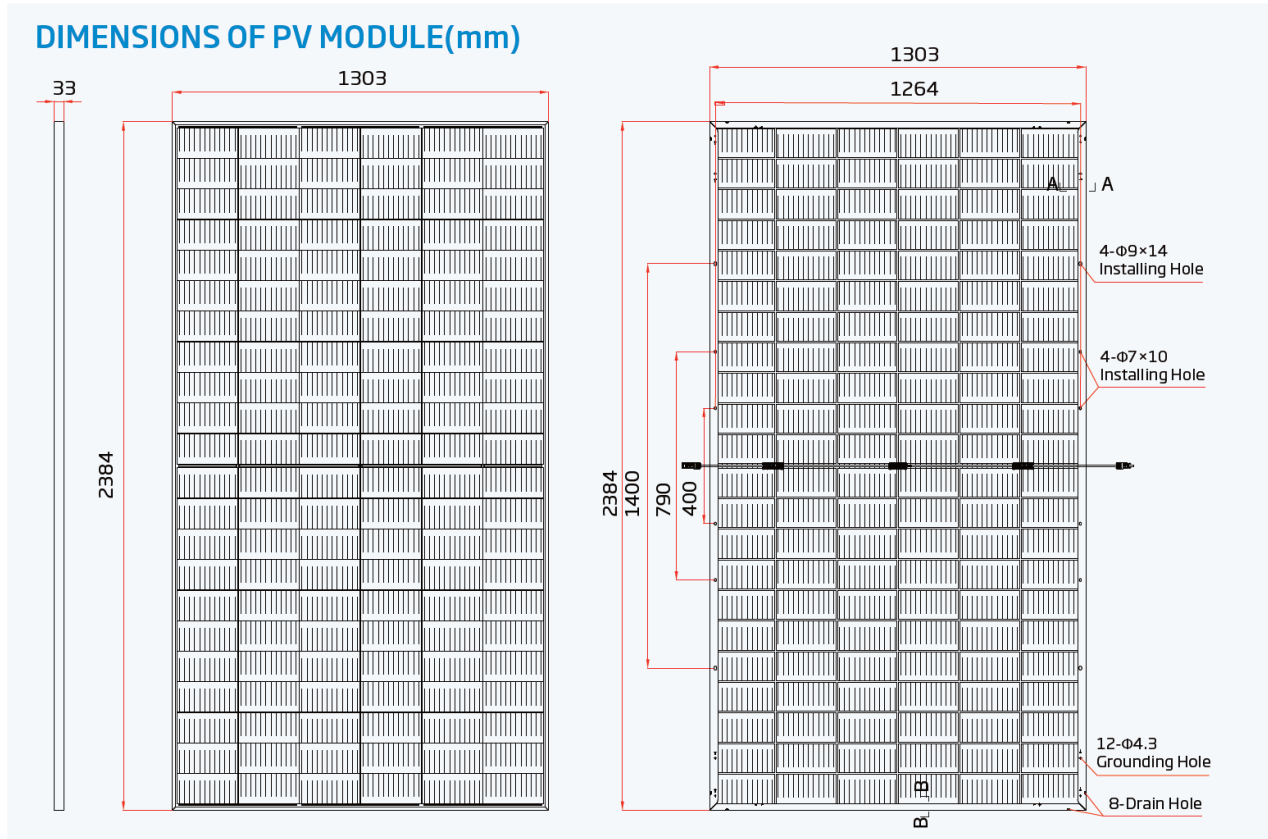 DIMENSIONS OF PV MODULE(mm)
33
1303
2384
1303
1264
A
A
4-Φ9×14
Installing Hole
4-Φ7×10
Installing Hole
2384
1400
790
400
12-Φ4.3
Grounding Hole
8-Drain Hole
B
B